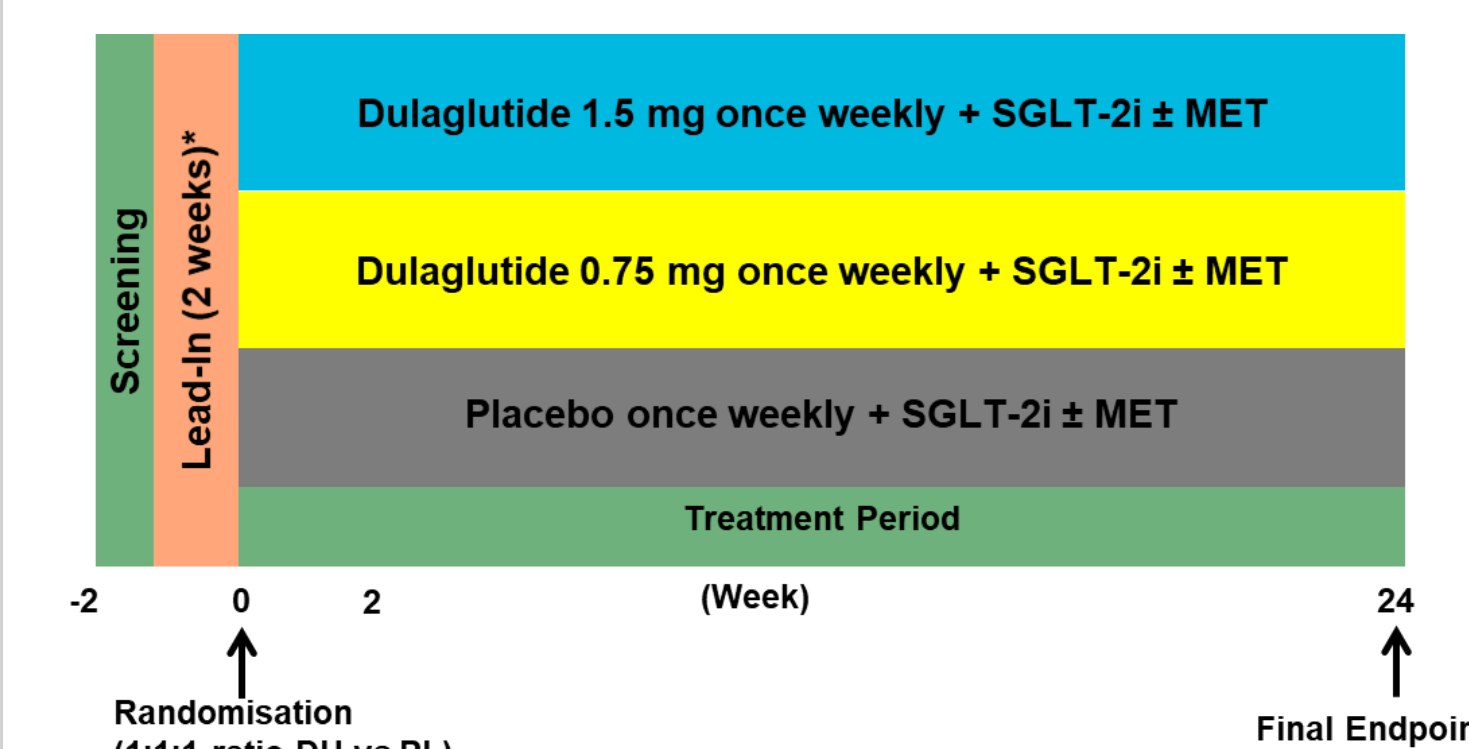 Screening
Lead-In (2 weeks)*
Dulaglutide 1.5 mg once weekly + SGLT-2i ± MET
Dulaglutide 0.75 mg once weekly + SGLT-2i ± MET
Placebo once weekly + SGLT-2i ± MET
Treatment Period
-2 0 2 (Week) 24
Randomisation
Final